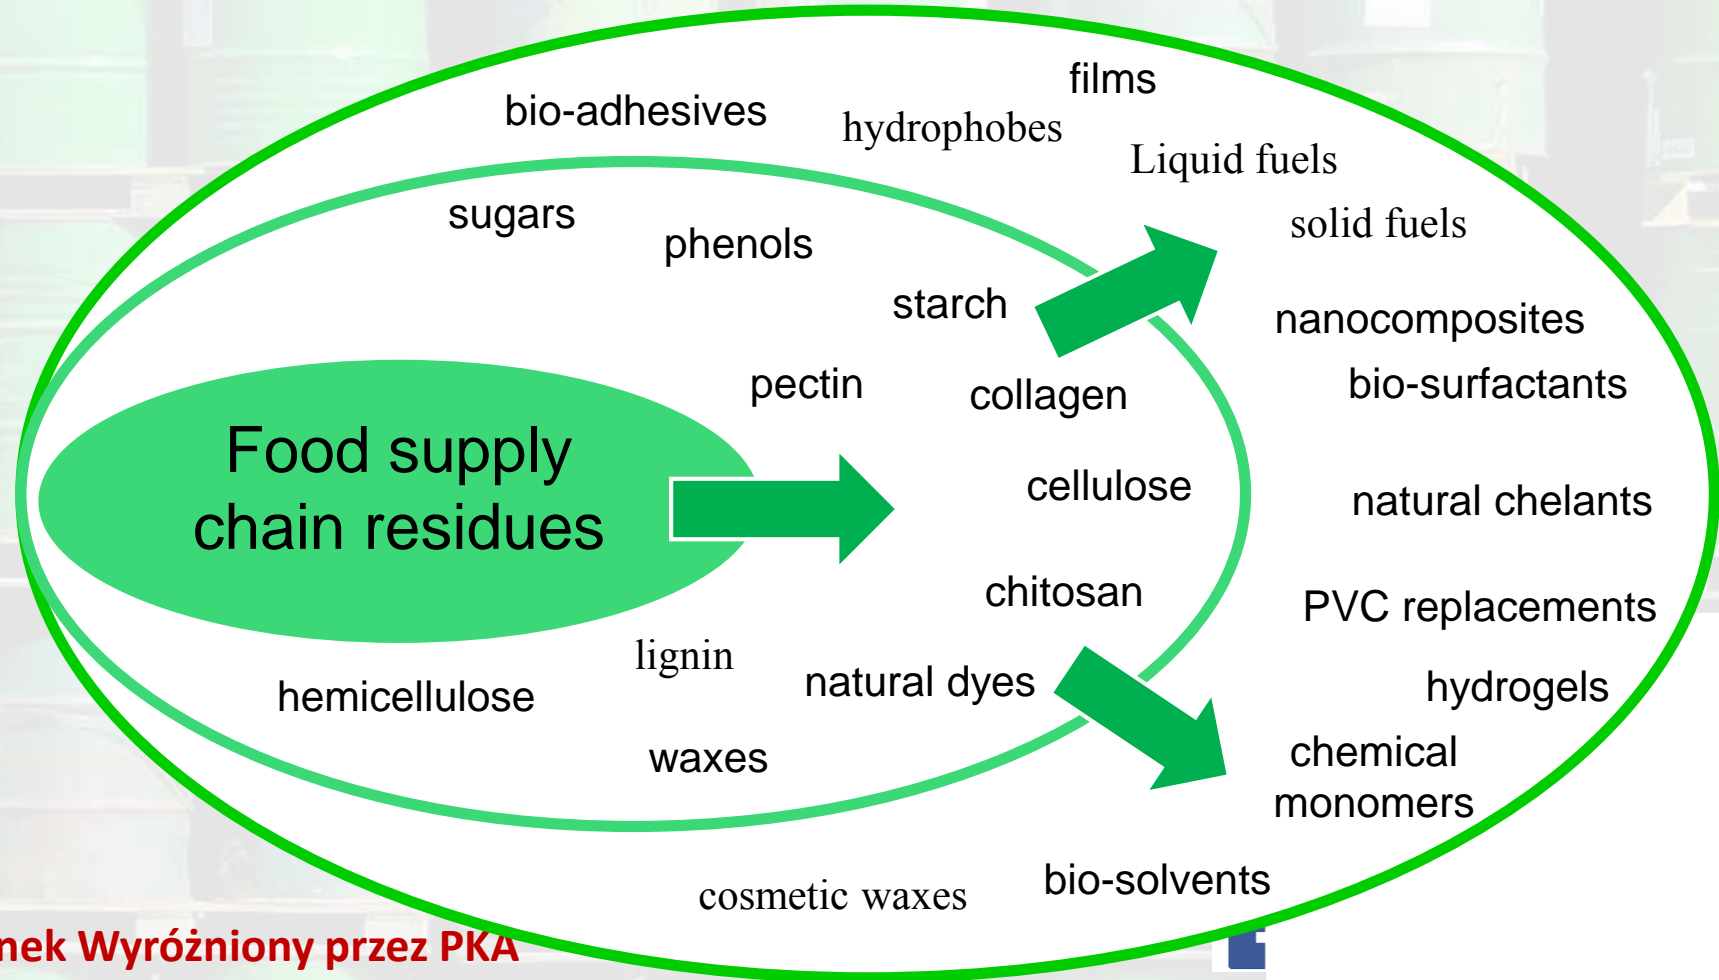 films
bio-adhesives
hydrophobes
Liquid fuels
sugars
solid fuels
phenols
starch
nanocomposites
pectin
collagen
bio-surfactants
Food supply
chain residues
cellulose
natural chelants
chitosan
PVC replacements
lignin
natural dyes
hydrogels
hemicellulose
waxes
chemical
monomers
cosmetic waxes
bio-solvents
Wyróżniony przez PKA